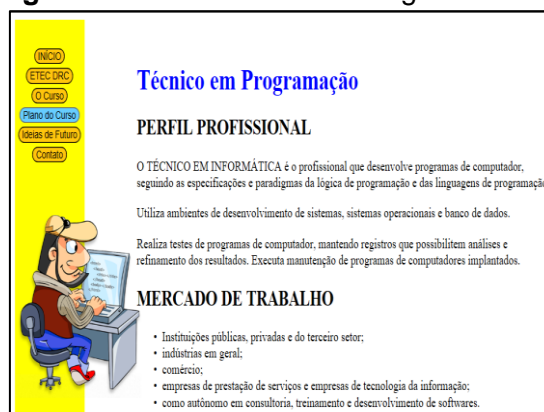 INÍCIO
ETEC DRC
O Curso
Plano do Curso
Ideias de Futuro
Contato
Técnico em Programação
PERFIL PROFISSIONAL
O TÉCNICO EM INFORMÁTICA é o profissional que desenvolve programas de computador,
seguindo as especificações e paradigmas da lógica de programação e das linguagens de programação
Utiliza ambientes de desenvolvimento de sistemas, sistemas operacionais e banco de dados.
Realiza testes de programas de computador, mantendo registros que possibilitem análises e
refinamento dos resultados. Executa manutenção de programas de computadores implantados.
MERCADO DE TRABALHO
• Instituições públicas, privadas e do terceiro setor;
• indústrias em geral;
• comércio;
• empresas de prestação de serviços e empresas de tecnologia da informação;
• como autônomo em consultoria, treinamento e desenvolvimento de softwares.